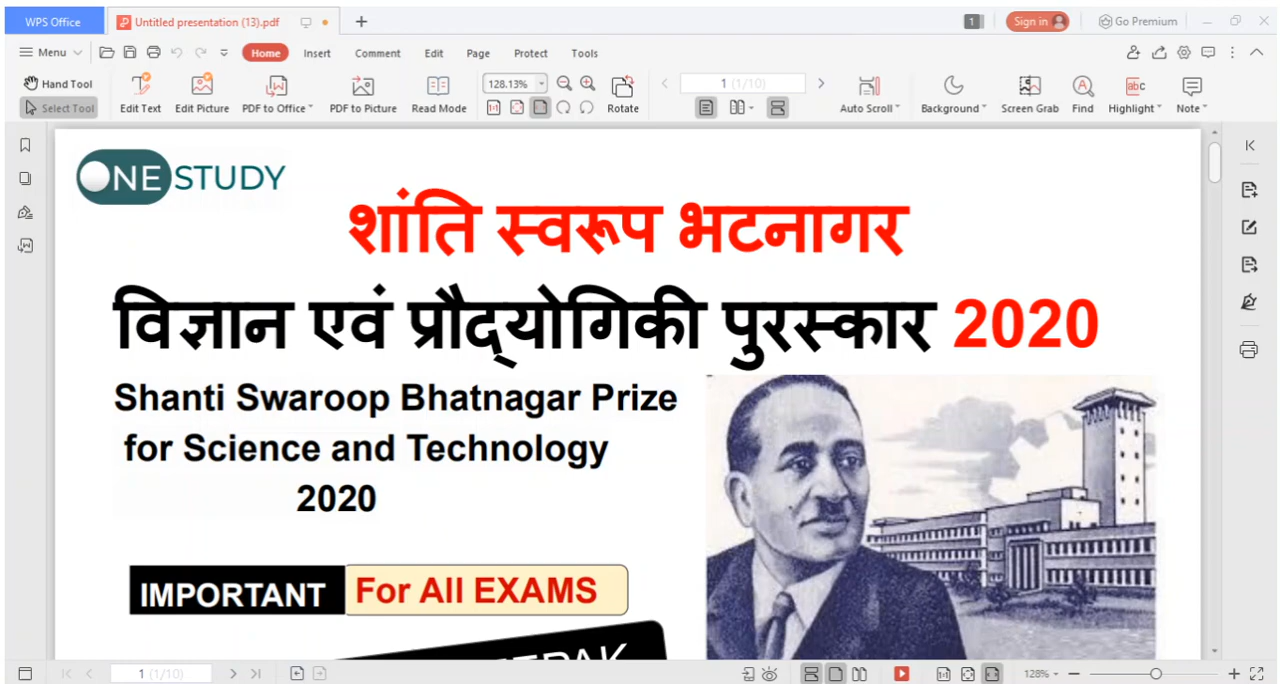 WPS Office
Untitled presentation (13).pdf
1
Sign in
Go Premium
Menu
Home
Insert
Comment
Edit
Page
Protect
Tools
Hand Tool
Select Tool
Edit Text
Edit Picture
PDF to Office
PDF to Picture
Read Mode
128.13%
Rotate
1 (1/10)
Auto Scroll
Background
Screen Grab
Find
Highlight
Note
ONE STUDY
शांति स्वरूप भटनागर
विज्ञान एवं प्रौद्योगिकी पुरस्कार 2020
Shanti Swaroop Bhatnagar Prize
for Science and Technology
2020
IMPORTANT For All EXAMS
1 (1/10)
128%